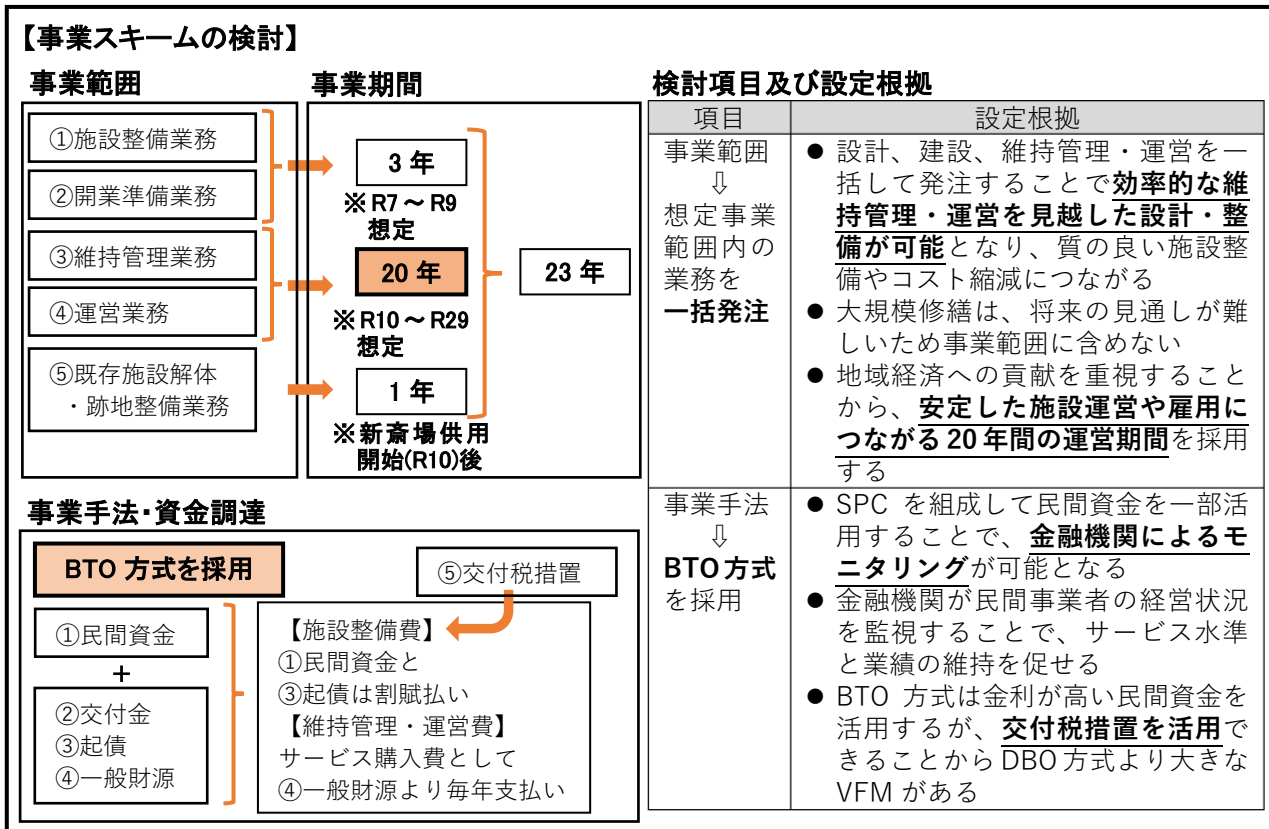 【事業スキームの検討】
事業範囲
①施設整備業務
②開業準備業務
③維持管理業務
④運営業務
⑤既存施設解体
・跡地整備業務
事業期間
3 年
※ R7 ～ R9
想定
20 年
※ R10 ～ R29
想定
1 年
※新斎場供用
開始(R10)後
23 年
事業手法・資金調達
BTO 方式を採用
①民間資金
+
②交付金
③起債
④一般財源
⑤交付税措置
【施設整備費】
①民間資金と
③起債は割賦払い
【維持管理・運営費】
サービス購入費として
④一般財源より毎年支払い
検討項目及び設定根拠
項目
設定根拠
事業範囲
⇩
想定事業
範囲内の
業務を
一括発注
● 設計、建設、維持管理・運営を一
括して発注することで効率的な維
持管理・運営を見越した設計・整
備が可能となり、質の良い施設整
備やコスト縮減につながる
● 大規模修繕は、将来の見通しが難
しいため事業範囲に含めない
● 地域経済への貢献を重視すること
から、安定した施設運営や雇用に
つながる 20 年間の運営期間を採用
する
事業手法
⇩
BTO 方式
を採用
● SPC を組成して民間資金を一部活
用することで、金融機関によるモ
ニタリングが可能となる
● 金融機関が民間事業者の経営状況
を監視することで、サービス水準
と業績の維持を促せる
● BTO 方式は金利が高い民間資金を
活用するが、交付税措置を活用で
きることから DBO 方式より大きな
VFM がある